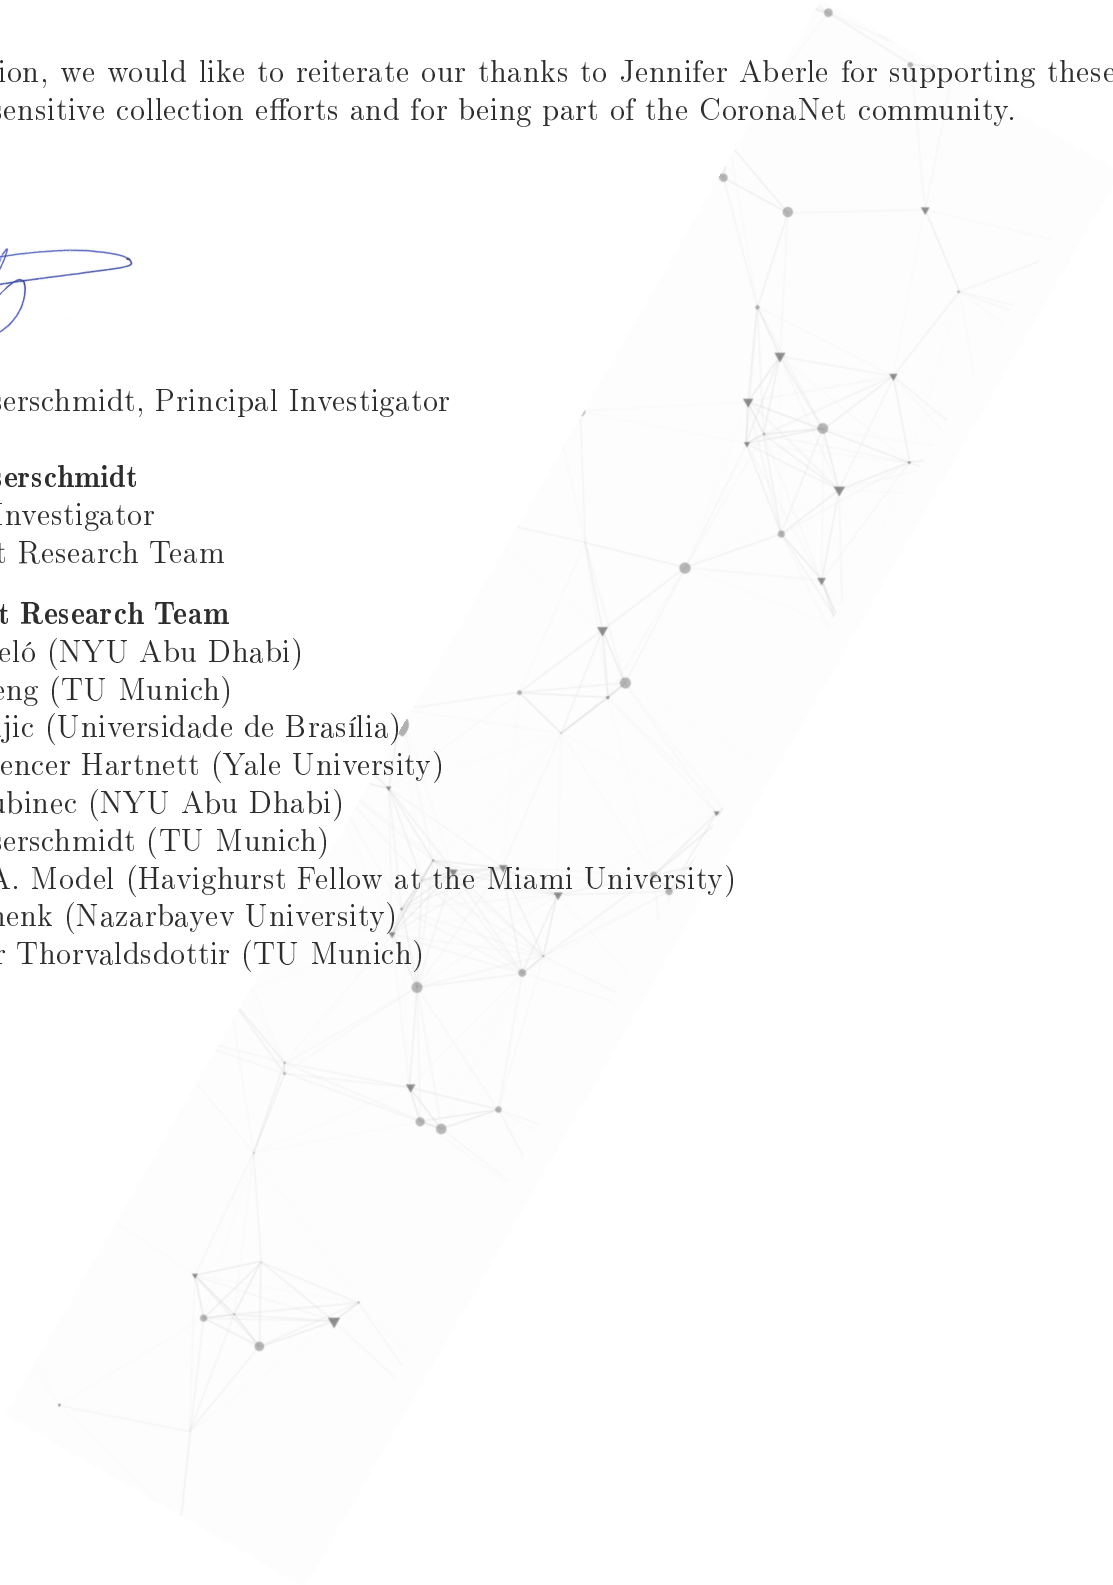 ion, we would like to reiterate our thanks to Jennifer Aberle for supporting these
sensitive collection efforts and for being part of the CoronaNet community.
serschmidt, Principal Investigator
serschmidt
Investigator
t Research Team
t Research Team
eló (NYU Abu Dhabi)
eng (TU Munich)
jic (Universidade de Brasília)
encer Hartnett (Yale University)
ubinec (NYU Abu Dhabi)
serschmidt (TU Munich)
A. Model (Havighurst Fellow at the Miami University)
henk (Nazarbayev University)
r Thorvaldsdottir (TU Munich)